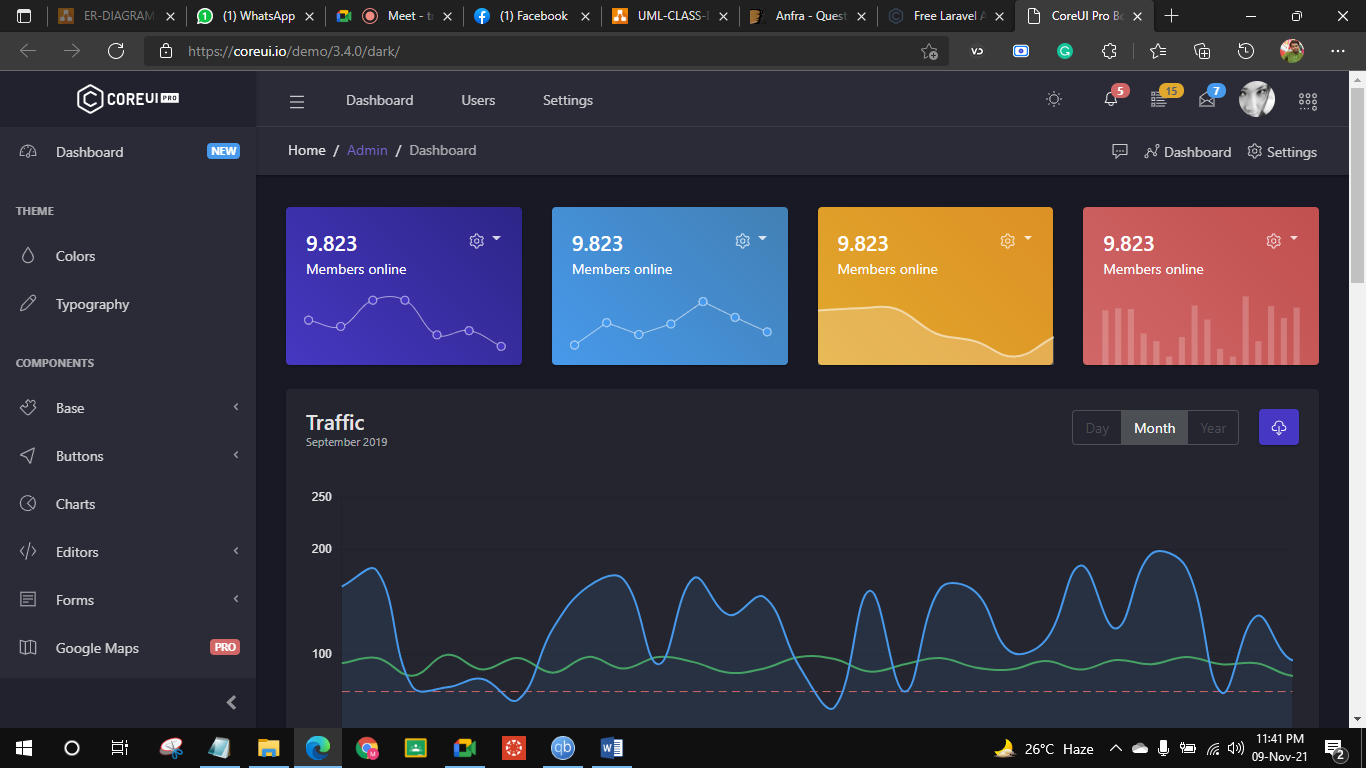 ER-DIAGRAM
(1) WhatsApp
Meet - t
(1) Facebook
UML-CLASS-
Anfra - Quest
Free Laravel A
CoreUI Pro Bo
https://coreui.io/demo/3.4.0/dark/
COREUI PRO
Dashboard
Users
Settings
5
15
7
Dashboard NEW
Home / Admin / Dashboard
Dashboard
Settings
THEME
Colors
Typography
COMPONENTS
Base
Buttons
Charts
Editors
Forms
Google Maps PRO
9.823
Members online
9.823
Members online
9.823
Members online
9.823
Members online
Traffic
September 2019
Day
Month
Year
250
200
100
qb
26°C Haze
11:41 PM
09-Nov-21
2